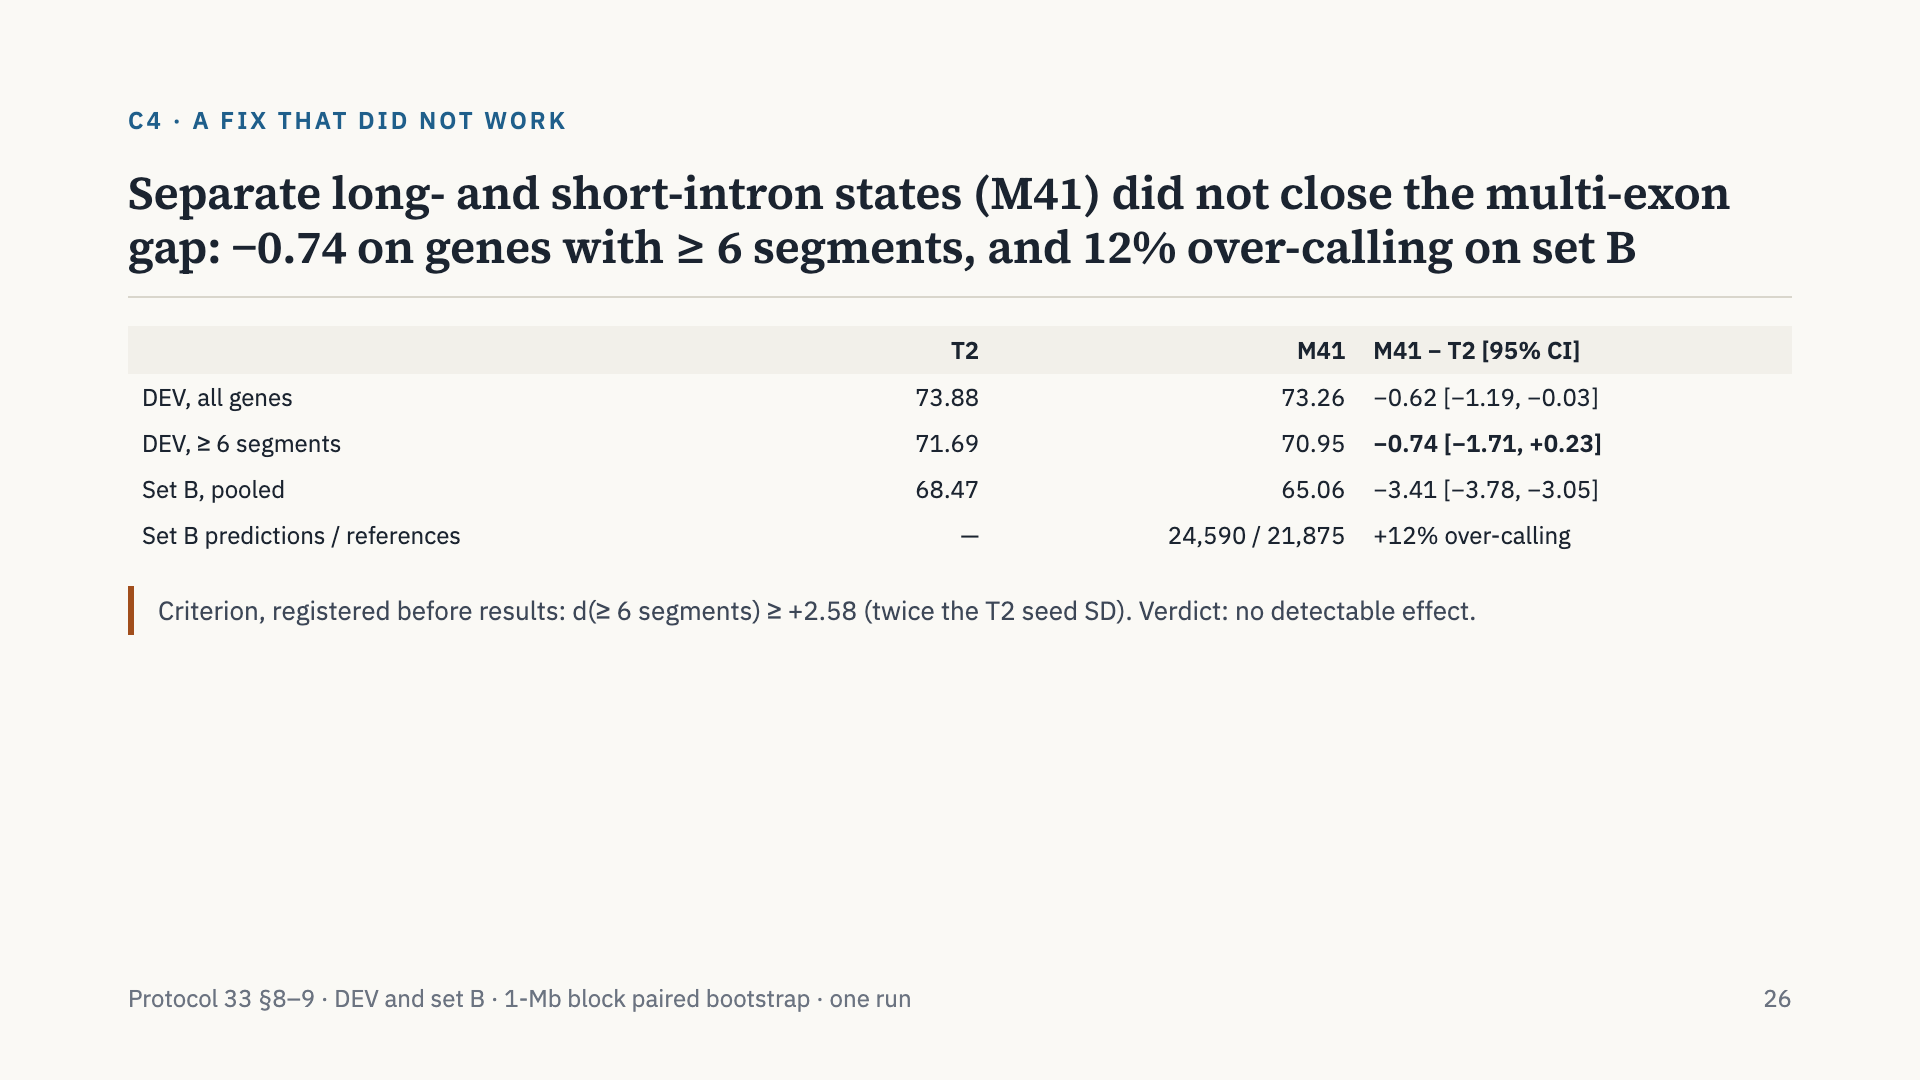 C4 · A FIX THAT DID NOT WORK
Separate long- and short-intron states (M41) did not close the multi-exon
gap: −0.74 on genes with ≥ 6 segments, and 12% over-calling on set B
T2 M41 M41 − T2 [95% CI]
DEV, all genes 73.88 73.26 −0.62 [−1.19, −0.03]
DEV, ≥ 6 segments 71.69 70.95 −0.74 [−1.71, +0.23]
Set B, pooled 68.47 65.06 −3.41 [−3.78, −3.05]
Set B predictions / references — 24,590 / 21,875 +12% over-calling
Criterion, registered before results: d(≥ 6 segments) ≥ +2.58 (twice the T2 seed SD). Verdict: no detectable effect.
Protocol 33 §8–9 · DEV and set B · 1-Mb block paired bootstrap · one run 26